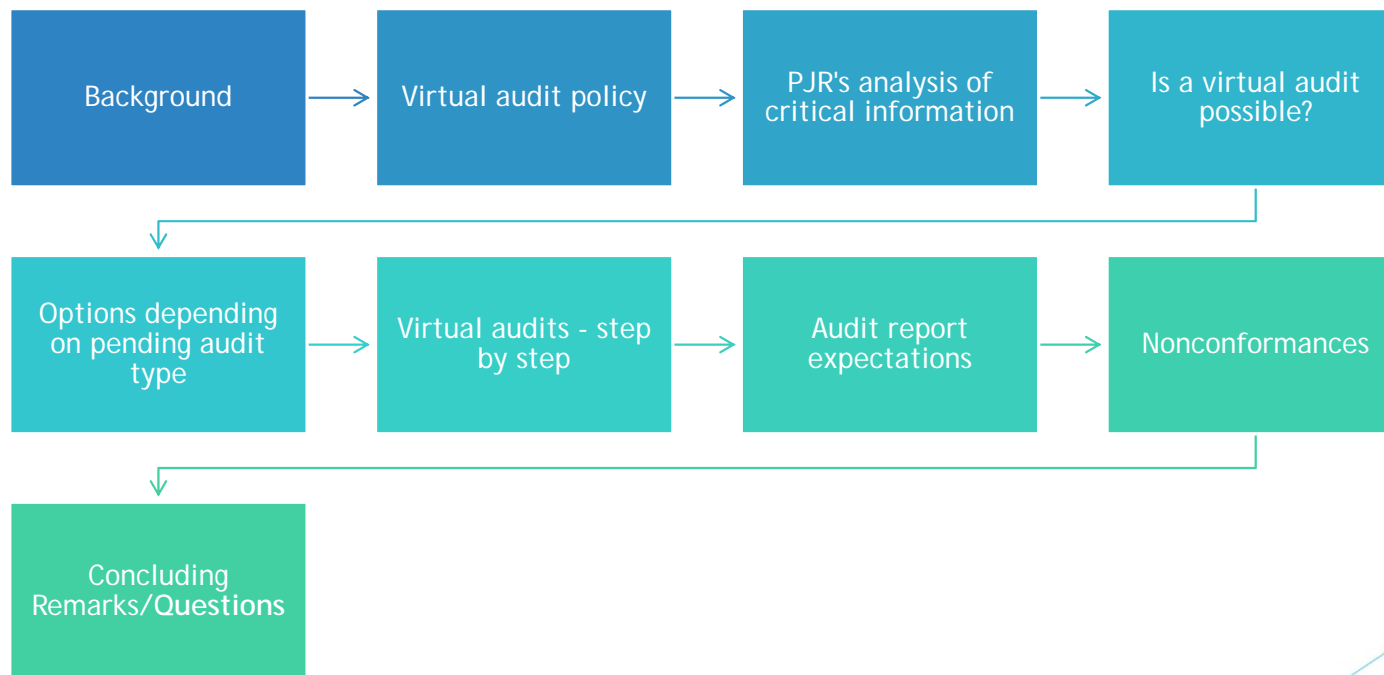 Background
Virtual audit policy
PJR's analysis of
critical information
Is a virtual audit
possible?
Options depending
on pending audit
type
Virtual audits - step
by step
Audit report
expectations
Nonconformances
Concluding
Remarks/Questions